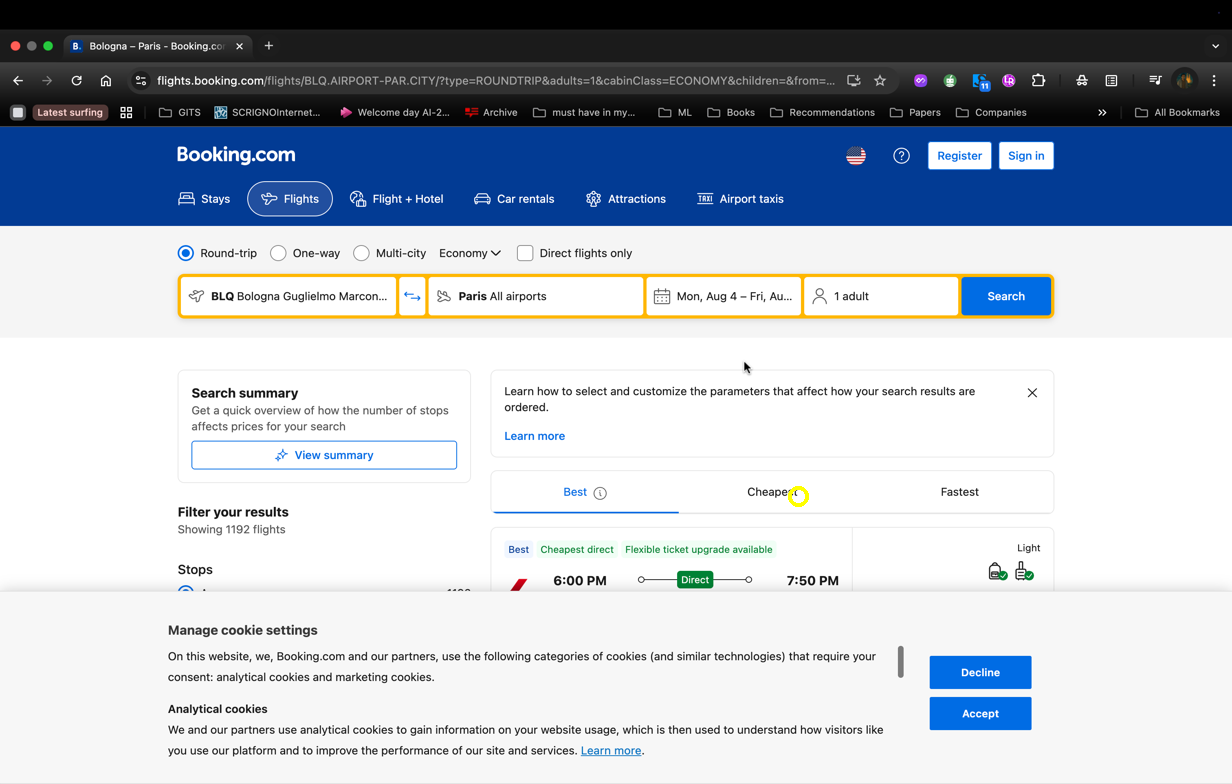 Bologna – Paris - Booking.co
flights.booking.com/flights/BLQ.AIRPORT-PAR.CITY/?type=ROUNDTRIP&adults=1&cabinClass=ECONOMY&children=&from=...
11
Latest surfing
GITS
SCRIGNOInternet...
Welcome day AI-2...
Archive
must have in my...
ML
Books
Recommendations
Papers
Companies
»
All Bookmarks
Booking.com
Register
Sign in
Stays
Flights
Flight + Hotel
Car rentals
Attractions
TAXI
Airport taxis
Round-trip
One-way
Multi-city
Economy
Direct flights only
BLQ Bologna Guglielmo Marcon...
Paris All airports
Mon, Aug 4 – Fri, Au...
1 adult
Search
Search summary
Get a quick overview of how the number of stops
affects prices for your search
View summary
Filter your results
Showing 1192 flights
Stops
Learn how to select and customize the parameters that affect how your search results are
ordered.
Learn more
Best
Cheapest
Fastest
Best
Cheapest direct
Flexible ticket upgrade available
6:00 PM
Direct
7:50 PM
Light
Manage cookie settings
On this website, we, Booking.com and our partners, use the following categories of cookies (and similar technologies) that require your
consent: analytical cookies and marketing cookies.
Analytical cookies
We and our partners use analytical cookies to gain information on your website usage, which is then used to understand how visitors like
you use our platform and to improve the performance of our site and services. Learn more.
Decline
Accept